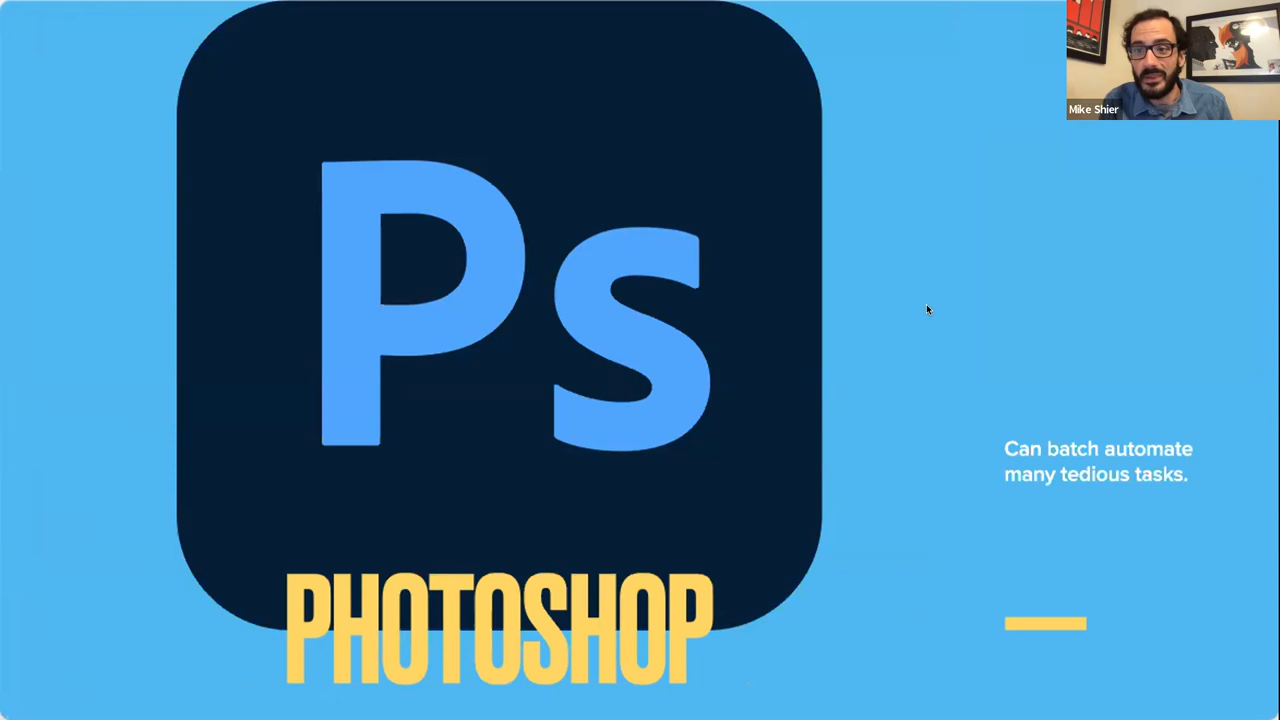 Ps
Mike Shier
Can batch automate
many tedious tasks.
PHOTOSHOP